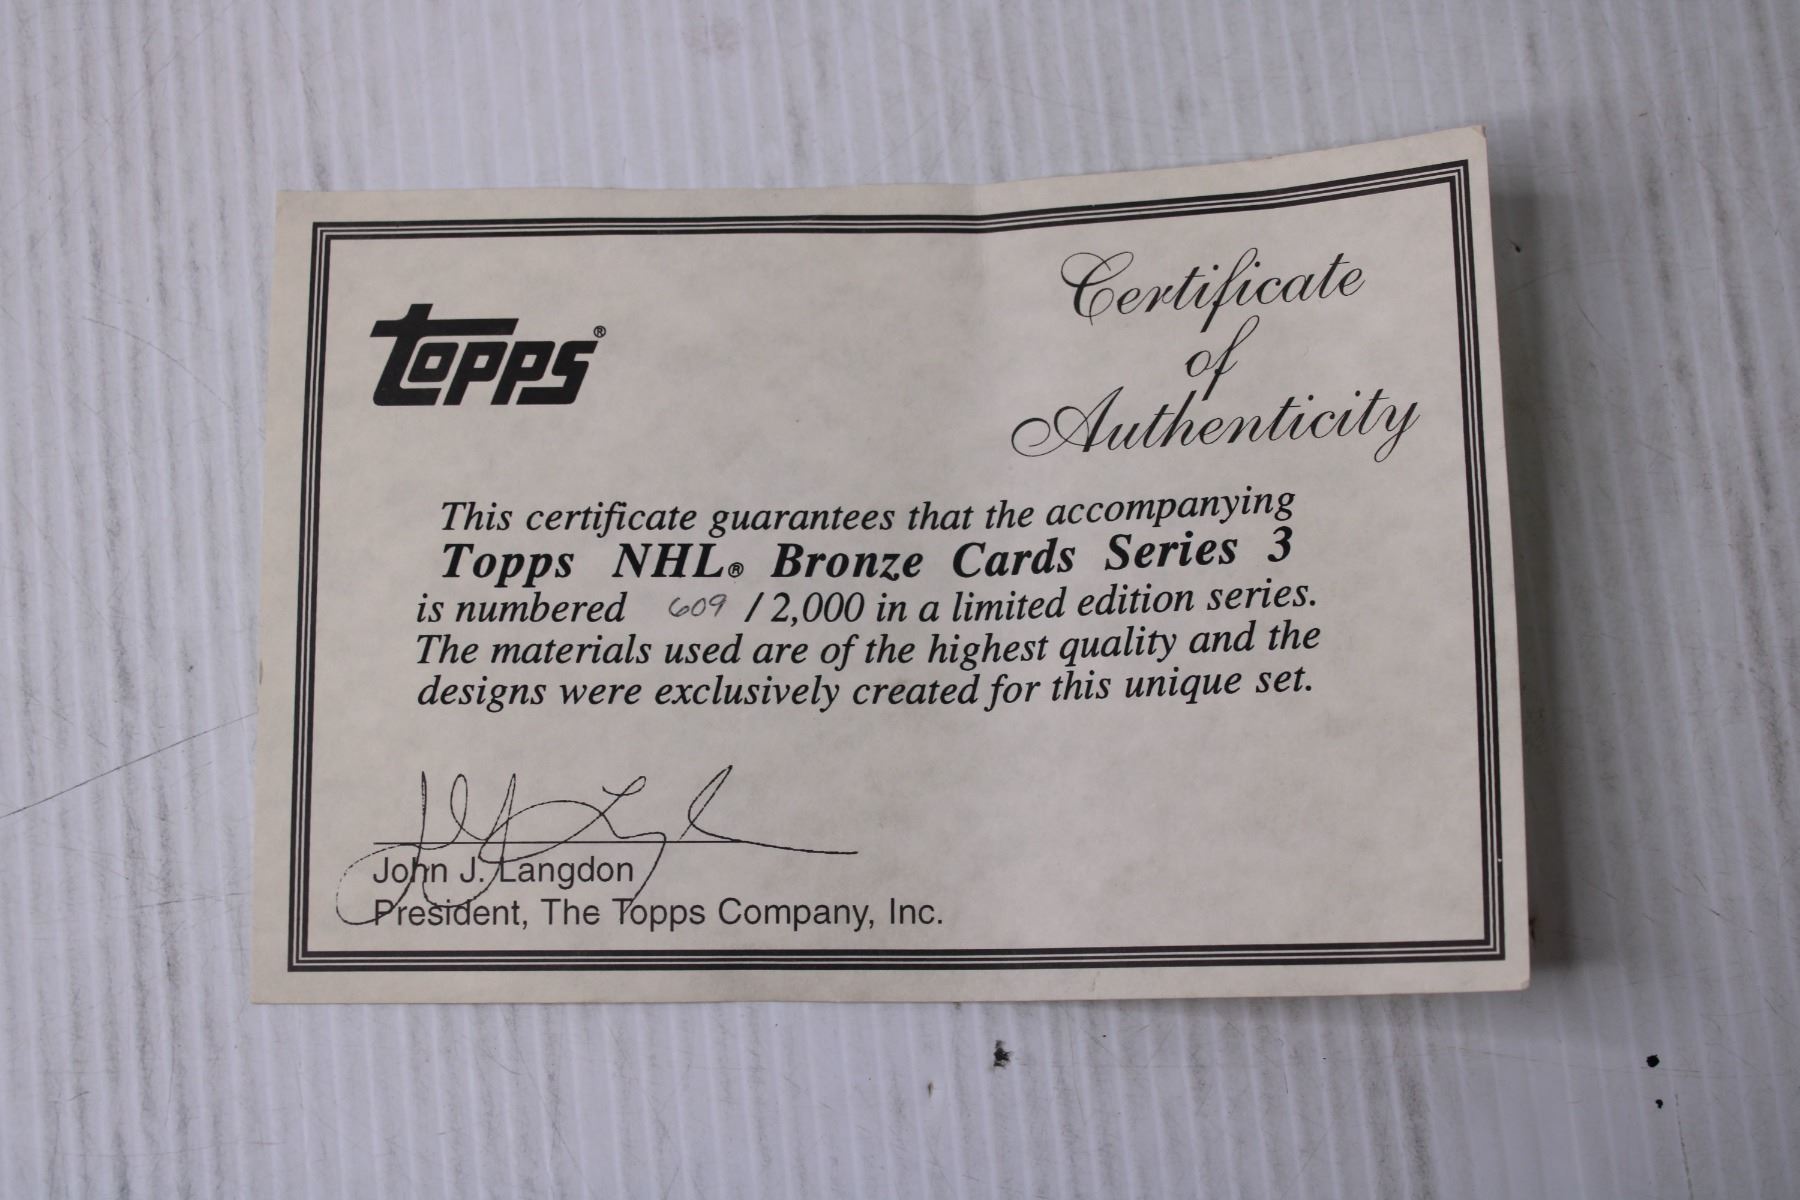 topps®
Certificate
of
Authenticity
This certificate guarantees that the accompanying
Topps NHL® Bronze Cards Series 3
is numbered 609 / 2,000 in a limited edition series.
The materials used are of the highest quality and the
designs were exclusively created for this unique set.
John J. Langdon
President, The Topps Company, Inc.